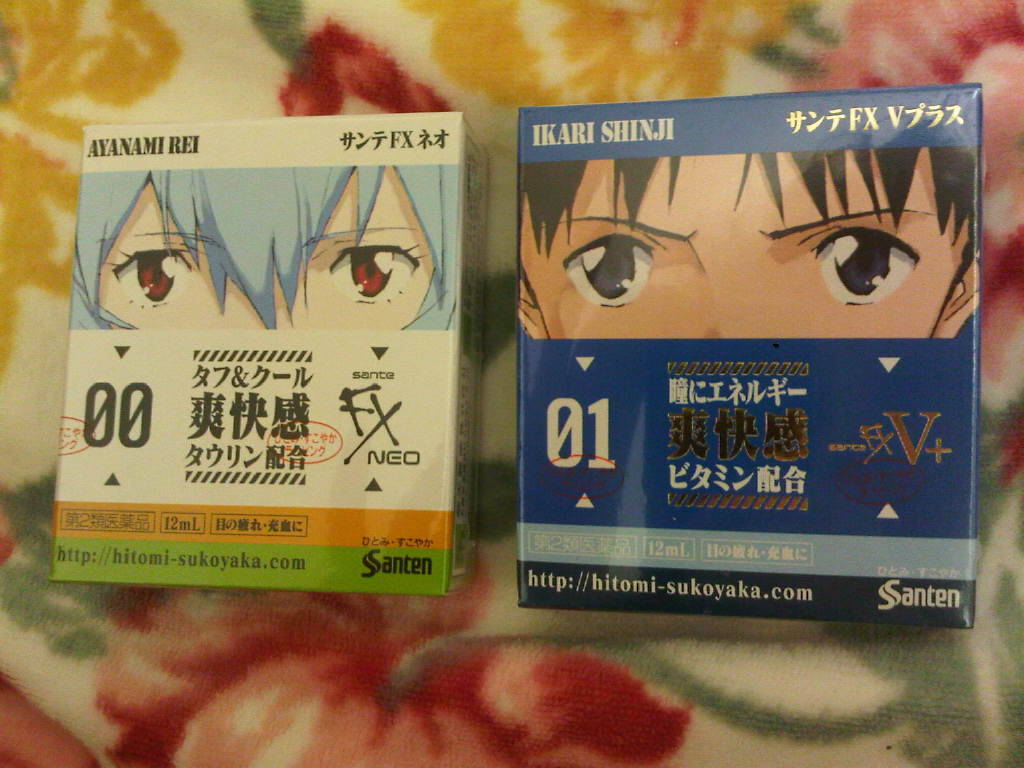 AYANAMI REI
サンテFXネオ
00
タフ&クール
爽快感
タウリン配合
sante
FX
NEO
第2類医薬品
12mL
目の疲れ・充血に
http://hitomi-sukoyaka.com
ひとみ・すこやか
Santen
IKARI SHINJI
サンテFX Vプラス
01
瞳にエネルギー
爽快感
ビタミン配合
sante FX V+
第2類医薬品
12mL
目の疲れ・充血に
http://hitomi-sukoyaka.com
ひとみ・すこやか
Santen